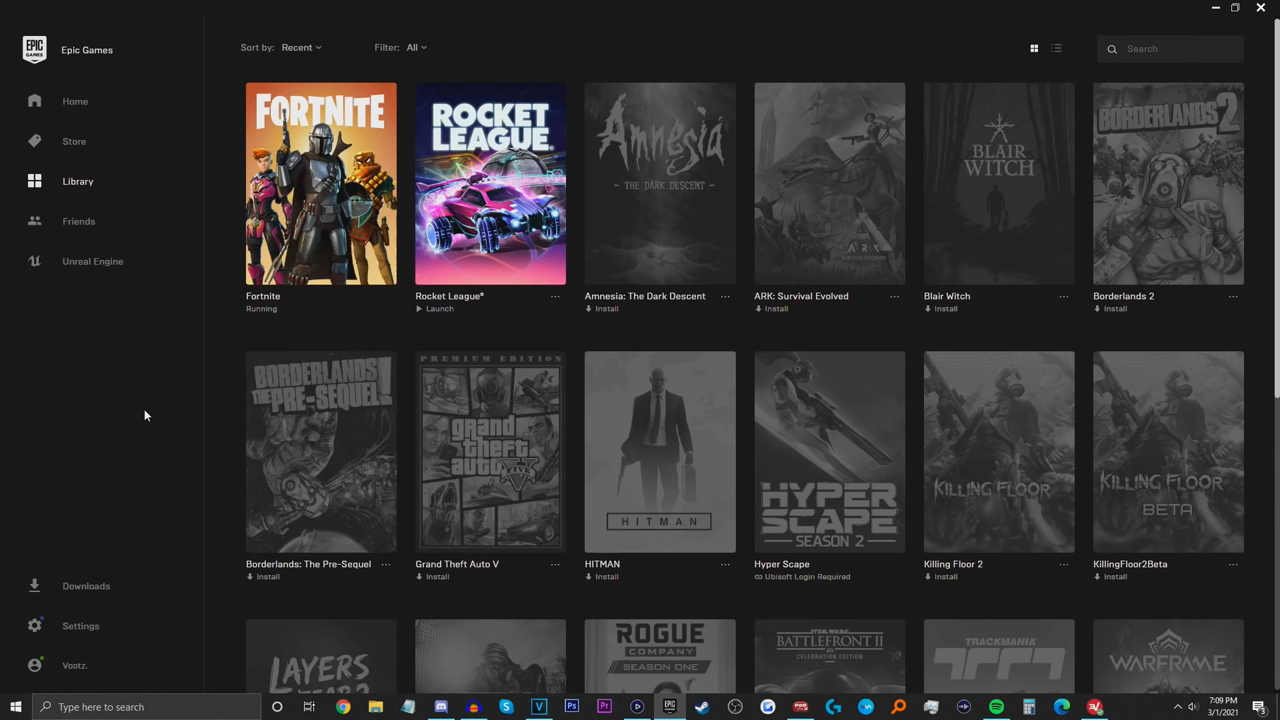 EPIC GAMES
Epic Games
Home
Store
Library
Friends
Unreal Engine
Downloads
Settings
Vootz.
Sort by: Recent
Filter: All
Search
FORTNITE
Fortnite
Running
ROCKET LEAGUE
Rocket League®
Launch
Amnesia
- THE DARK DESCENT -
Amnesia: The Dark Descent
Install
ARK
ARK: Survival Evolved
Install
BLAIR WITCH
Blair Witch
Install
BORDERLANDS 2
Borderlands 2
Install
BORDERLANDS THE PRE-SEQUEL!
Borderlands: The Pre-Sequel
Install
PREMIUM EDITION
grand theft auto V
Grand Theft Auto V
Install
HITMAN
HITMAN
Install
HYPER SCAPE
SEASON 2
Hyper Scape
Ubisoft Login Required
KILLING FLOOR
Killing Floor 2
Install
KILLING FLOOR
BETA
KillingFloor2Beta
Install
LAYERS
ROGUE COMPANY
SEASON ONE
STAR WARS
BATTLEFRONT II
CELEBRATION EDITION
TRACKMANIA
WARFRAME
Type here to search
7:09 PM
3/1/2021